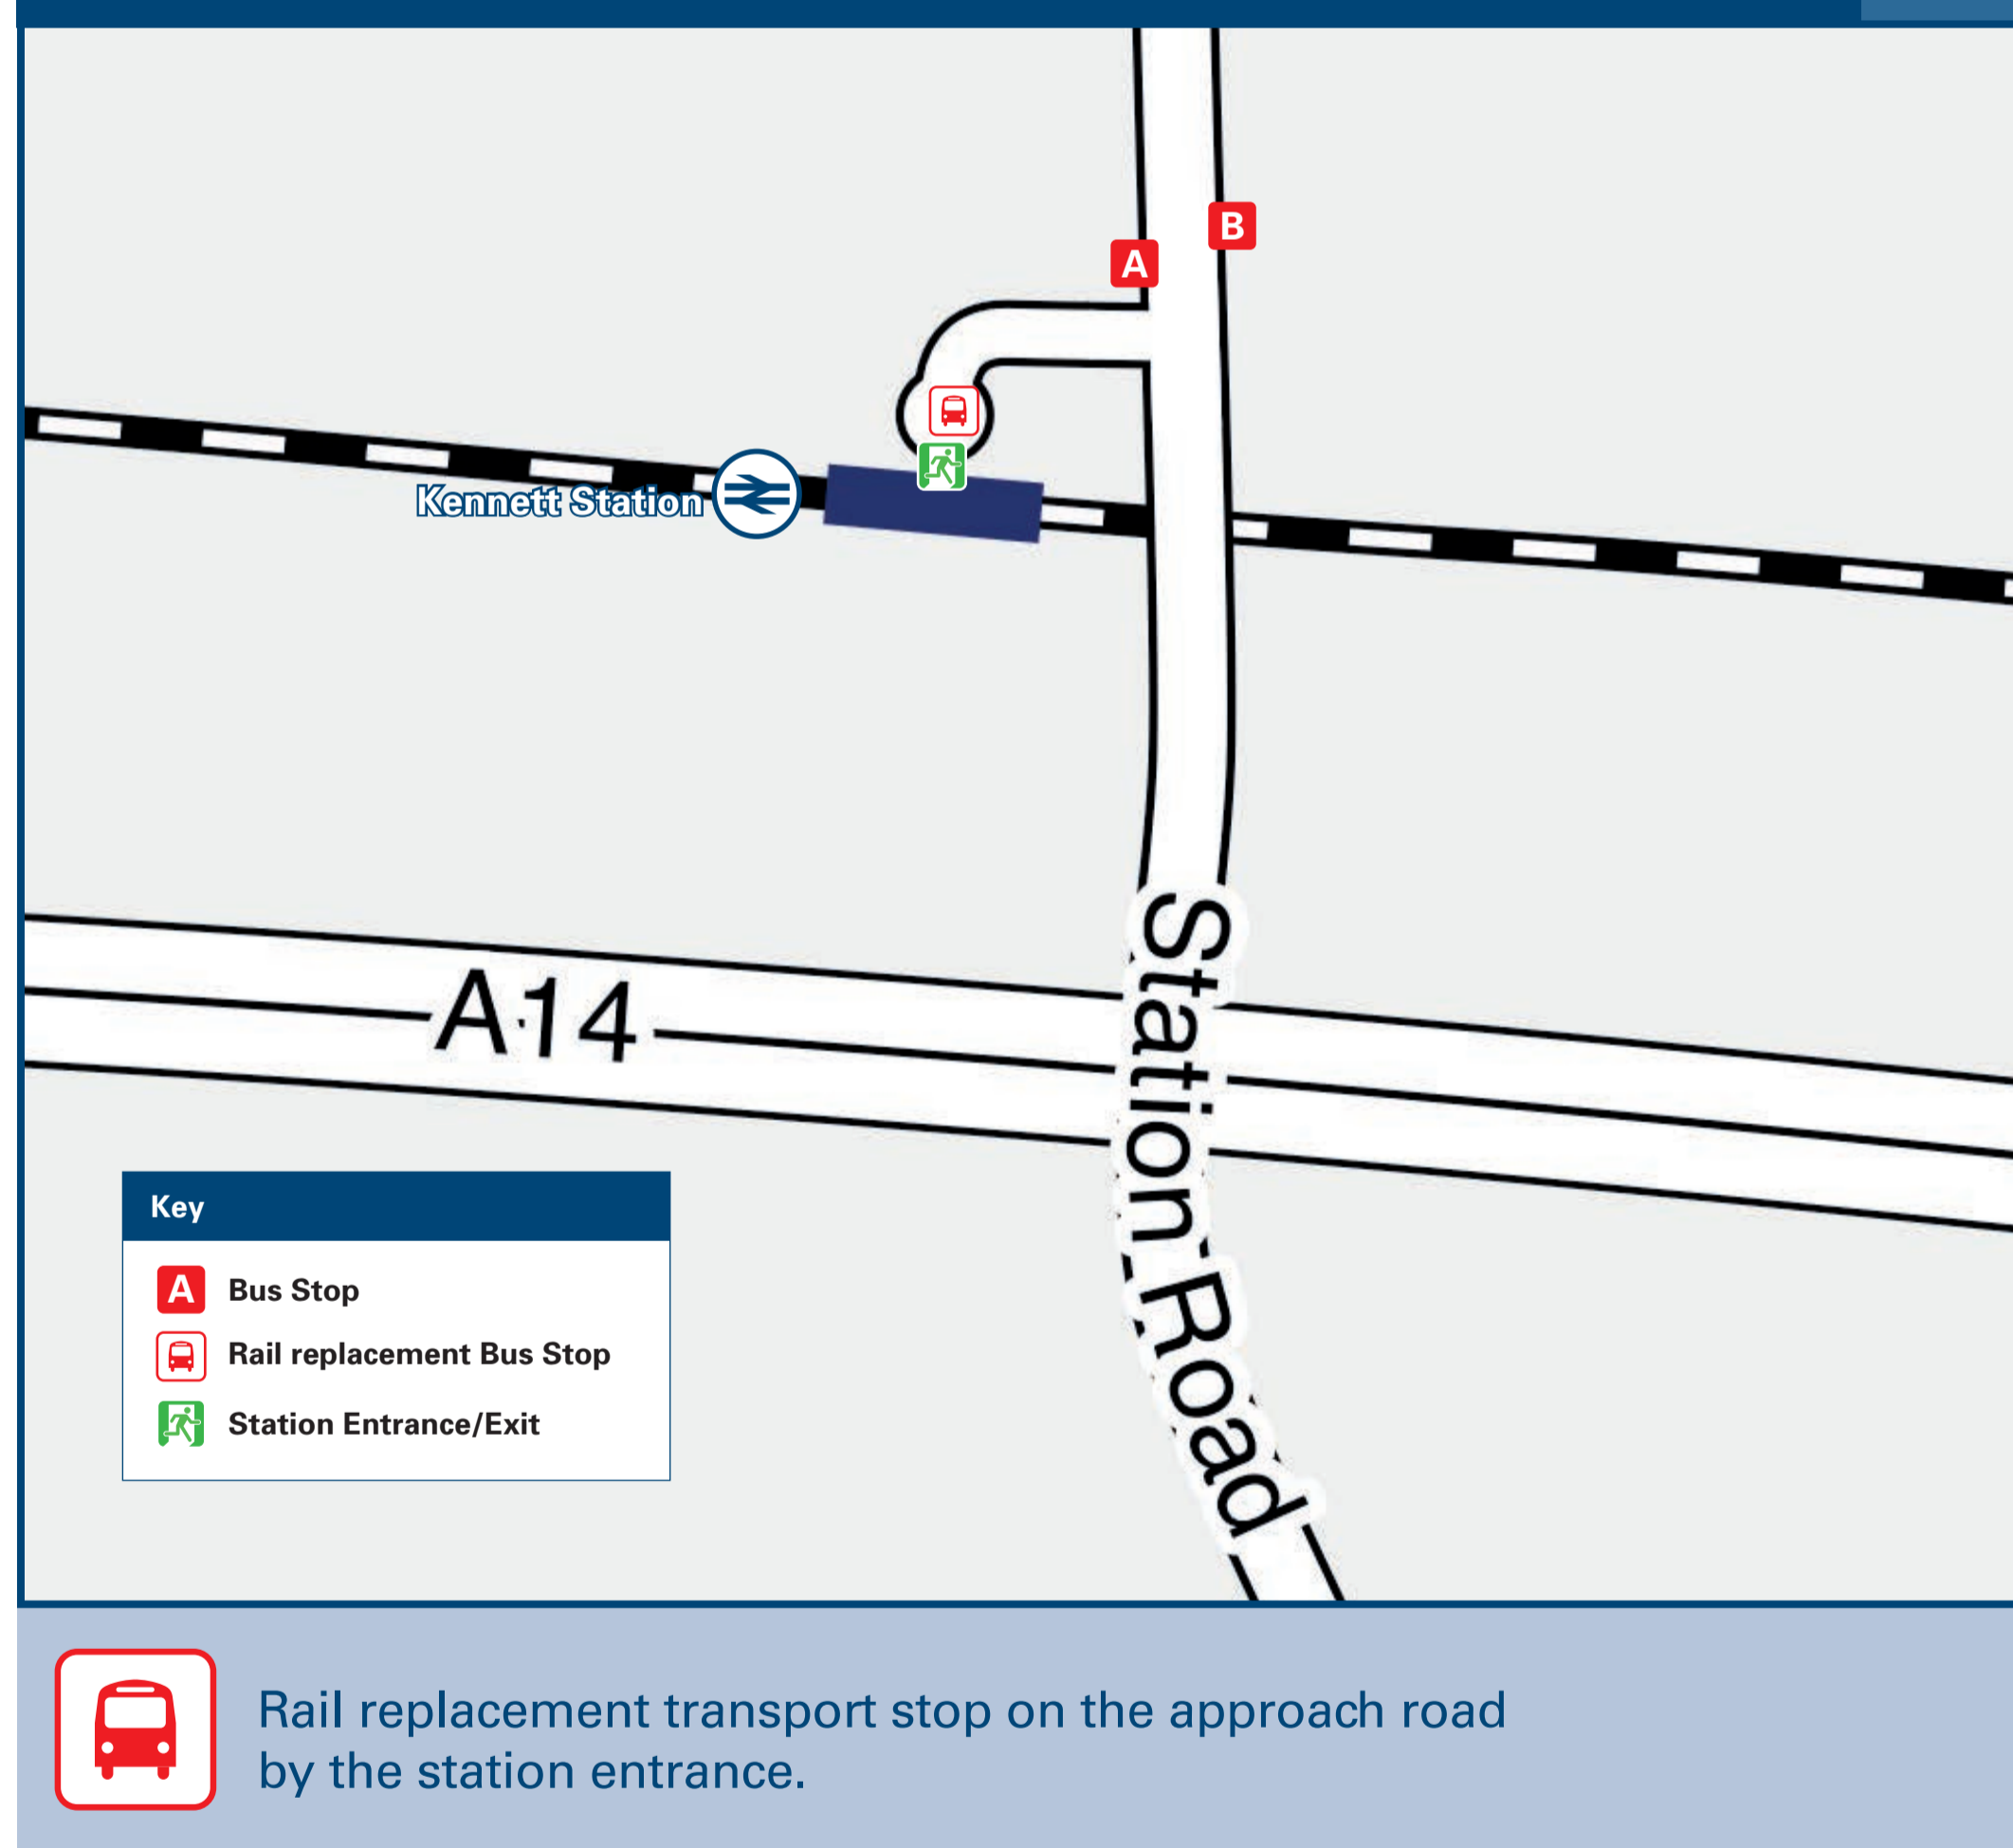 B
A
Kennett Station
Station Road
A14
Key
A Bus Stop
Rail replacement Bus Stop
Station Entrance/Exit
Rail replacement transport stop on the approach road
by the station entrance.